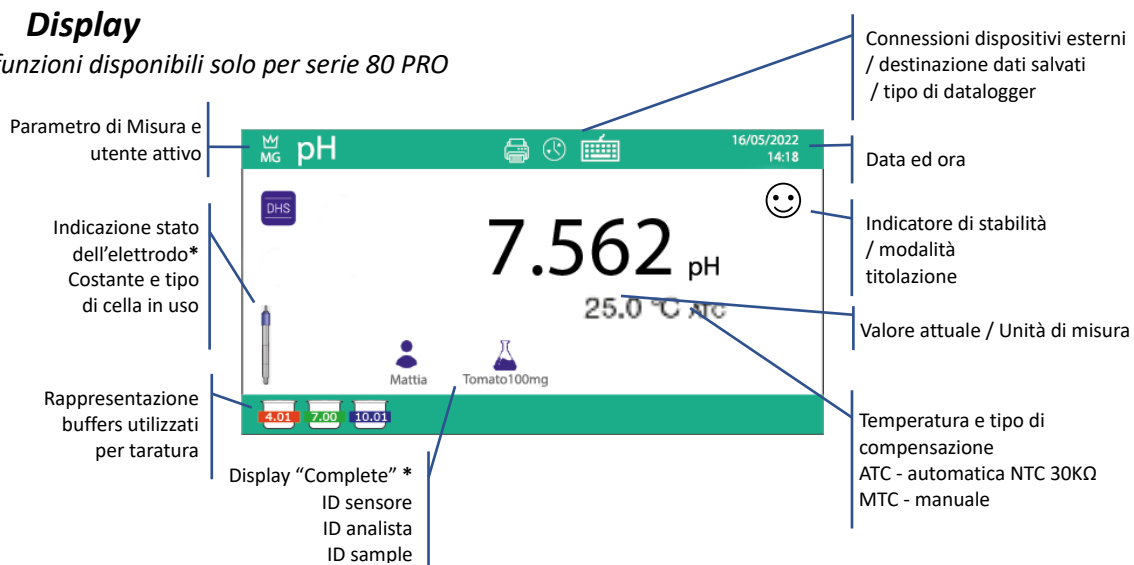 Display
funzioni disponibili solo per serie 80 PRO
Connessioni dispositivi esterni
/ destinazione dati salvati
/ tipo di datalogger
Parametro di Misura e
utente attivo
MG
pH
16/05/2022
14:18
Data ed ora
DHS
Indicatore di stabilità
/ modalità
titolazione
Indicazione stato
dell'elettrodo*
Costante e tipo
di cella in uso
7.562 pH
25.0 °C ATC
Valore attuale / Unità di misura
Mattia
Tomato100mg
Rappresentazione
buffers utilizzati
per taratura
4.01
7.00
10.01
Temperatura e tipo di
compensazione
ATC - automatica NTC 30KΩ
MTC - manuale
Display “Complete” *
ID sensore
ID analista
ID sample